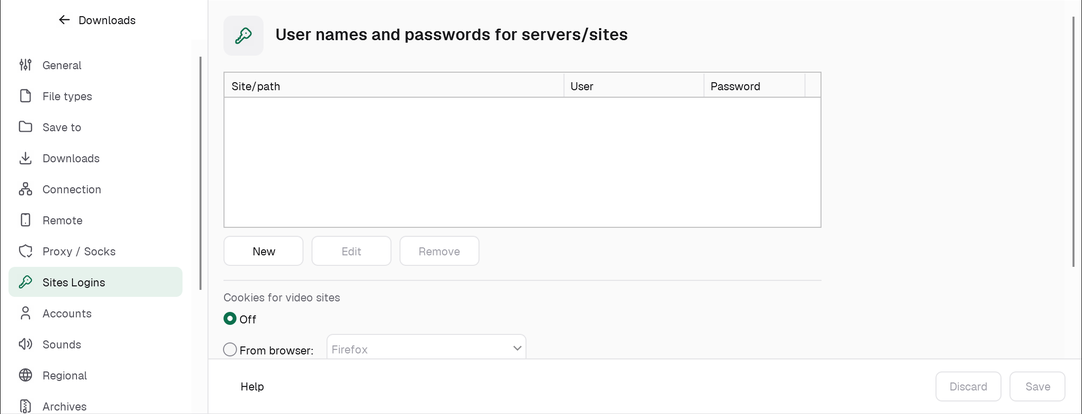 Downloads
General
File types
Save to
Downloads
Connection
Remote
Proxy / Socks
Sites Logins
Accounts
Sounds
Regional
Archives
User names and passwords for servers/sites
Site/path User Password
New Edit Remove
Cookies for video sites
Off
From browser: Firefox
Help Discard Save